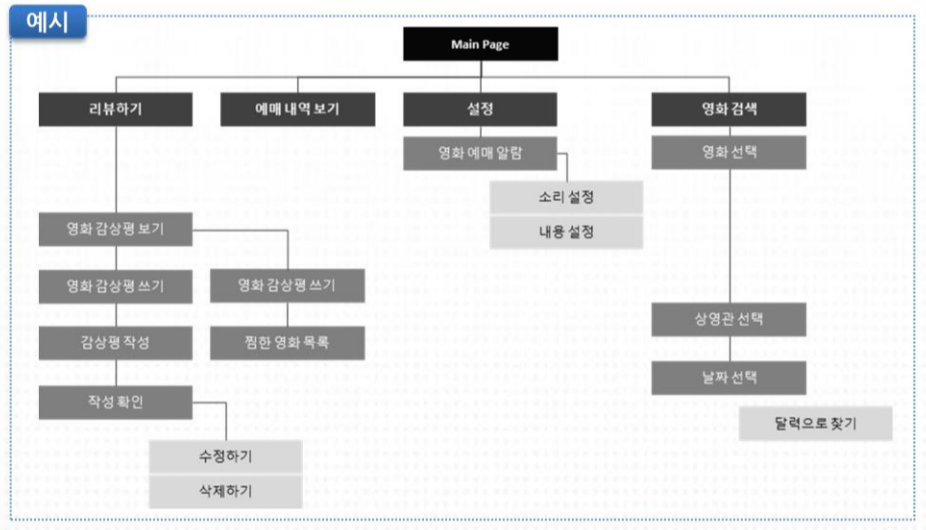 예시
Main Page
리뷰하기
예매 내역 보기
설정
영화 검색
영화 예매 알람
영화 선택
소리 설정
내용 설정
영화 감상평 보기
영화 감상평 쓰기
영화 감상평 쓰기
감상평 작성
찜한 영화 목록
작성 확인
수정하기
삭제하기
상영관 선택
날짜 선택
달력으로 찾기